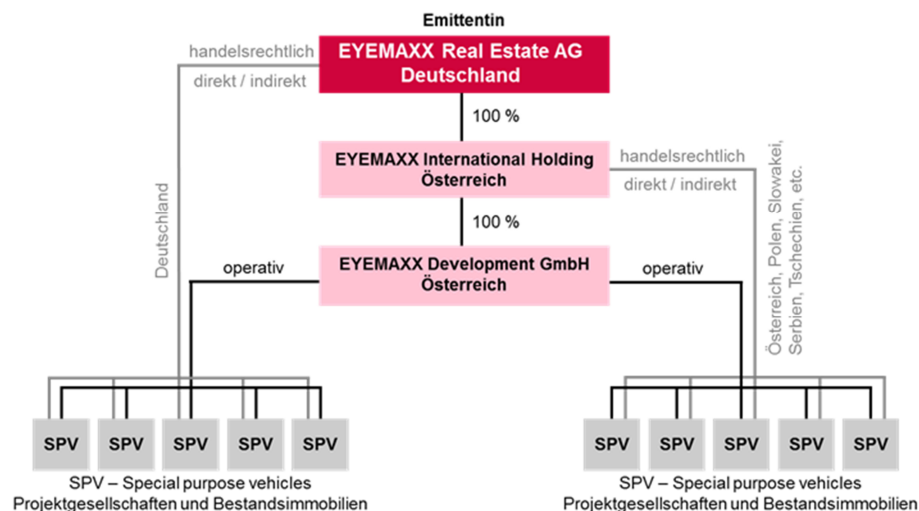 Emittentin
handelsrechtlich
direkt / indirekt
EYEMAXX Real Estate AG
Deutschland
100 %
EYEMAXX International Holding
Österreich
handelsrechtlich
direkt / indirekt
100 %
Deutschland
Österreich, Polen, Slowakei,
Serbien, Tschechien, etc.
operativ
EYEMAXX Development GmbH
Österreich
operativ
SPV SPV SPV SPV SPV
SPV SPV SPV SPV SPV
SPV – Special purpose vehicles
Projektgesellschaften und Bestandsimmobilien
SPV – Special purpose vehicles
Projektgesellschaften und Bestandsimmobilien